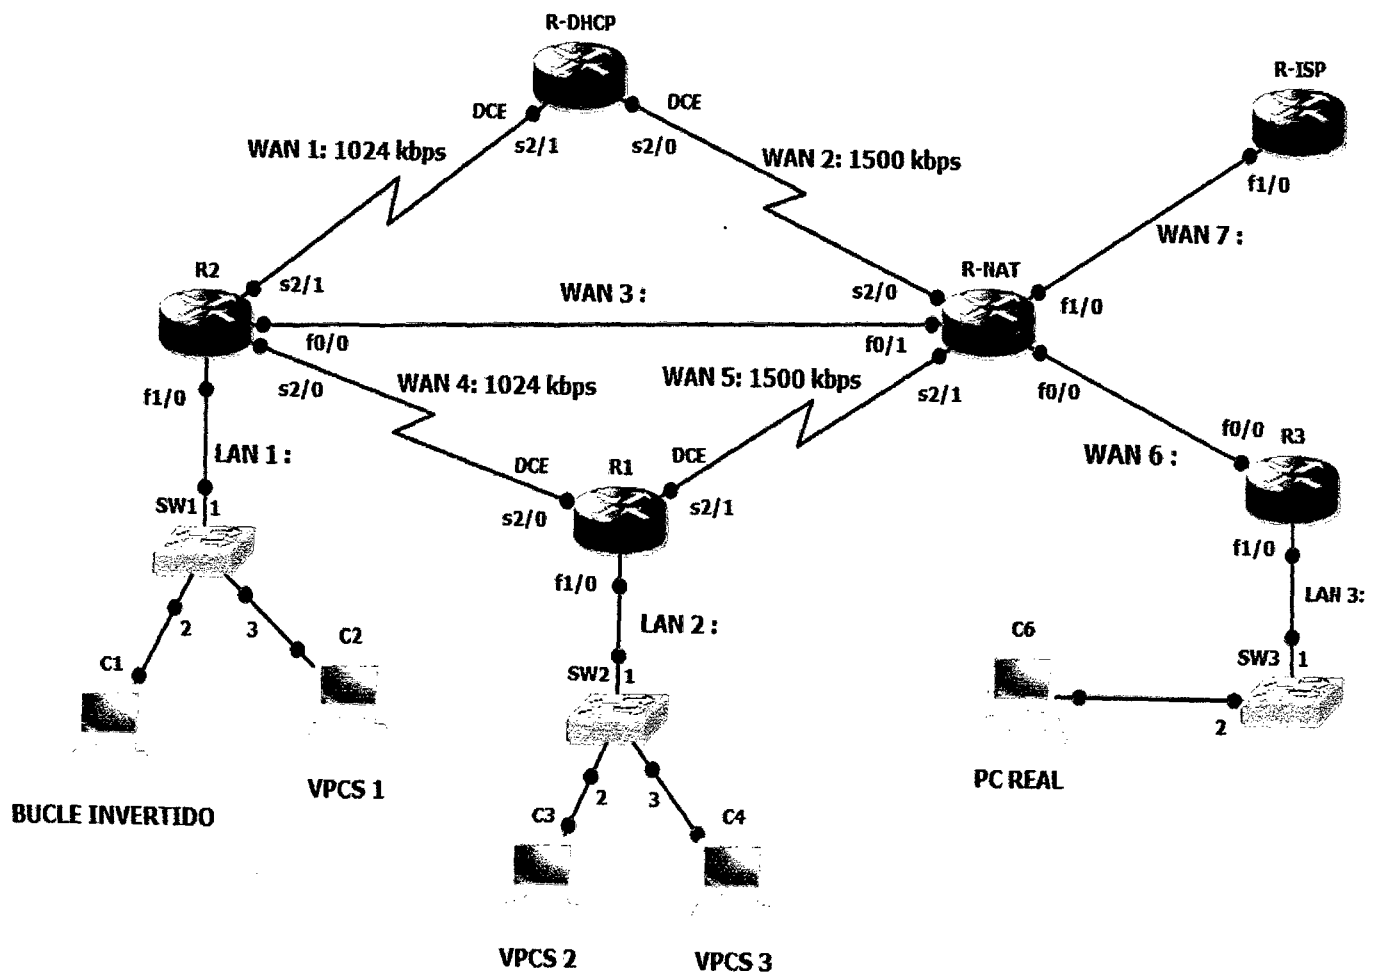 R-DHCP
R-ISP
DCE
DCE
s2/1
s2/0
WAN 1: 1024 kbps
WAN 2: 1500 kbps
f1/0
WAN 7 :
R2
R-NAT
s2/1
WAN 3 :
s2/0
f1/0
f0/0
f0/1
s2/0
WAN 4: 1024 kbps
WAN 5: 1500 kbps
s2/1
f0/0
f1/0
f0/0
R3
LAN 1 :
DCE
R1
DCE
WAN 6 :
SW1
1
s2/0
s2/1
f1/0
f1/0
LAN 3:
2
3
C2
LAN 2 :
C6
C1
SW2
1
SW3
1
2
VPCS 1
PC REAL
BUCLE INVERTIDO
2
3
C3
C4
VPCS 2
VPCS 3